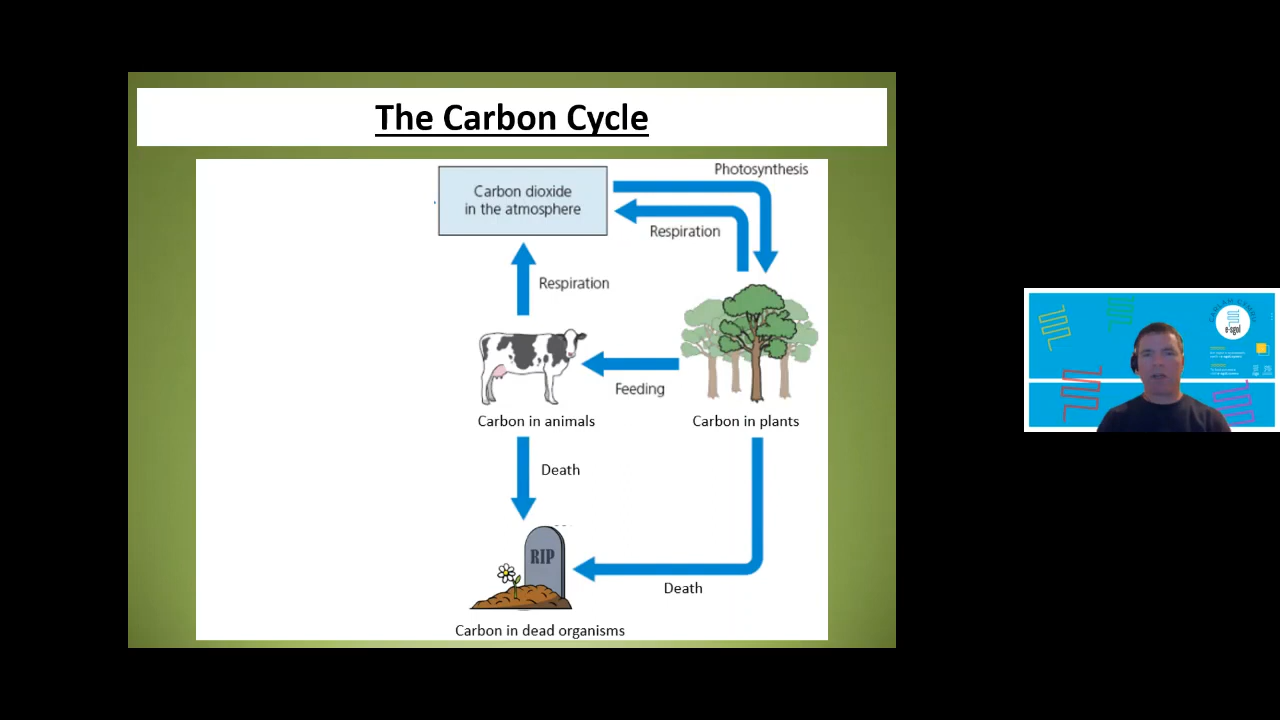 The Carbon Cycle
Photosynthesis
Carbon dioxide
in the atmosphere
Respiration
Respiration
Feeding
Carbon in animals
Carbon in plants
Death
RIP
Death
Carbon in dead organisms
e-sgol